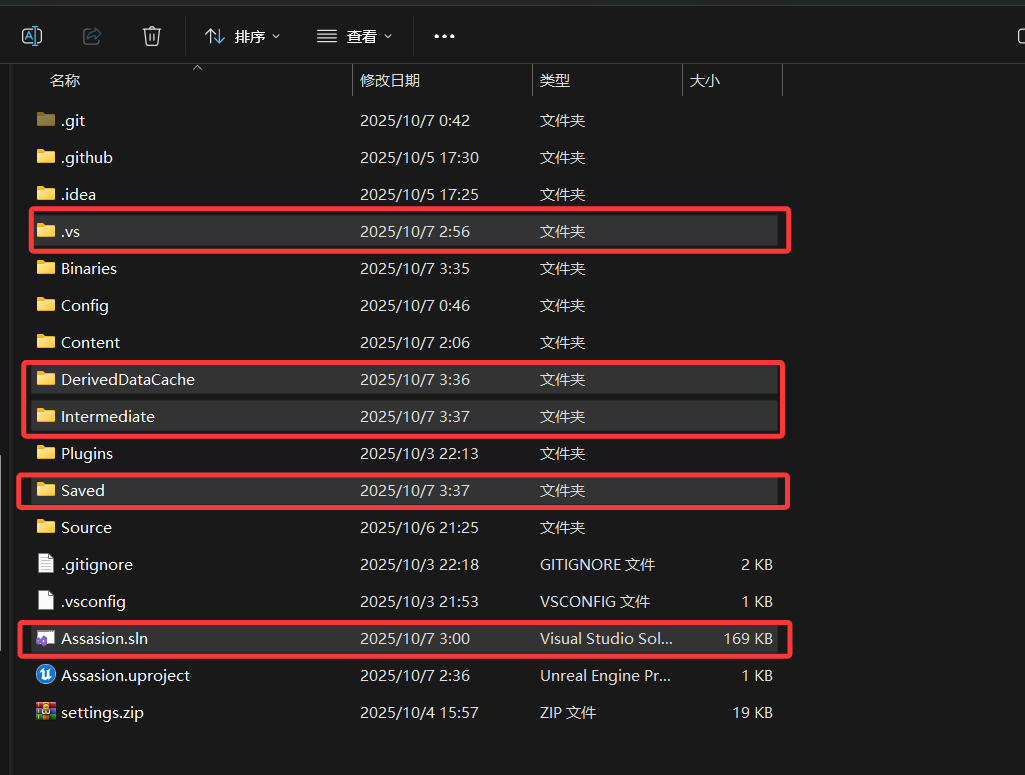 排序 查看
名称 修改日期 类型 大小
.git 2025/10/7 0:42 文件夹
.github 2025/10/5 17:30 文件夹
.idea 2025/10/5 17:25 文件夹
.vs 2025/10/7 2:56 文件夹
Binaries 2025/10/7 3:35 文件夹
Config 2025/10/7 0:46 文件夹
Content 2025/10/7 2:06 文件夹
DerivedDataCache 2025/10/7 3:36 文件夹
Intermediate 2025/10/7 3:37 文件夹
Plugins 2025/10/3 22:13 文件夹
Saved 2025/10/7 3:37 文件夹
Source 2025/10/6 21:25 文件夹
.gitignore 2025/10/3 22:18 GITIGNORE 文件 2 KB
.vsconfig 2025/10/3 21:53 VSCONFIG 文件 1 KB
Assasion.sln 2025/10/7 3:00 Visual Studio Sol... 169 KB
Assasion.uproject 2025/10/7 2:36 Unreal Engine Pr... 1 KB
settings.zip 2025/10/4 15:57 ZIP 文件 19 KB